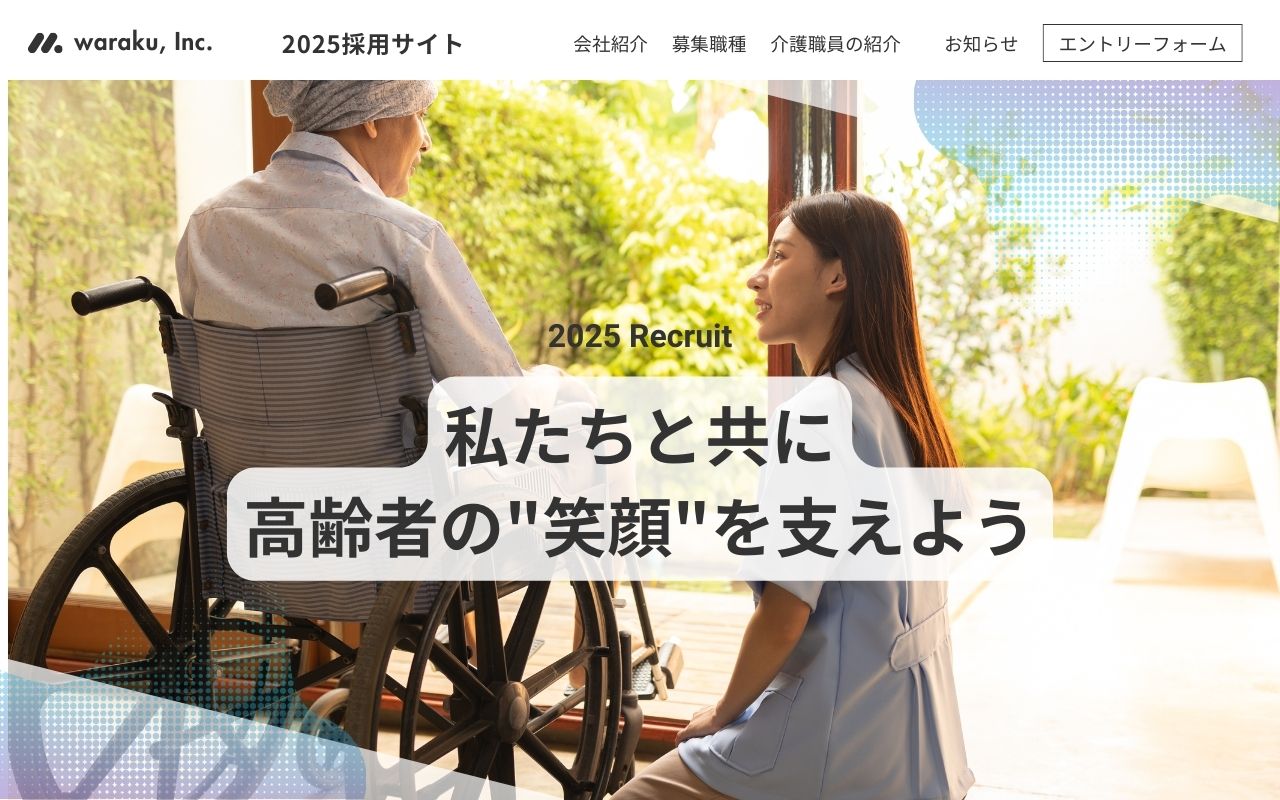 waraku, Inc.
2025採用サイト
会社紹介
募集職種
介護職員の紹介
お知らせ
エントリーフォーム
2025 Recruit
私たちと共に
高齢者の"笑顔"を支えよう